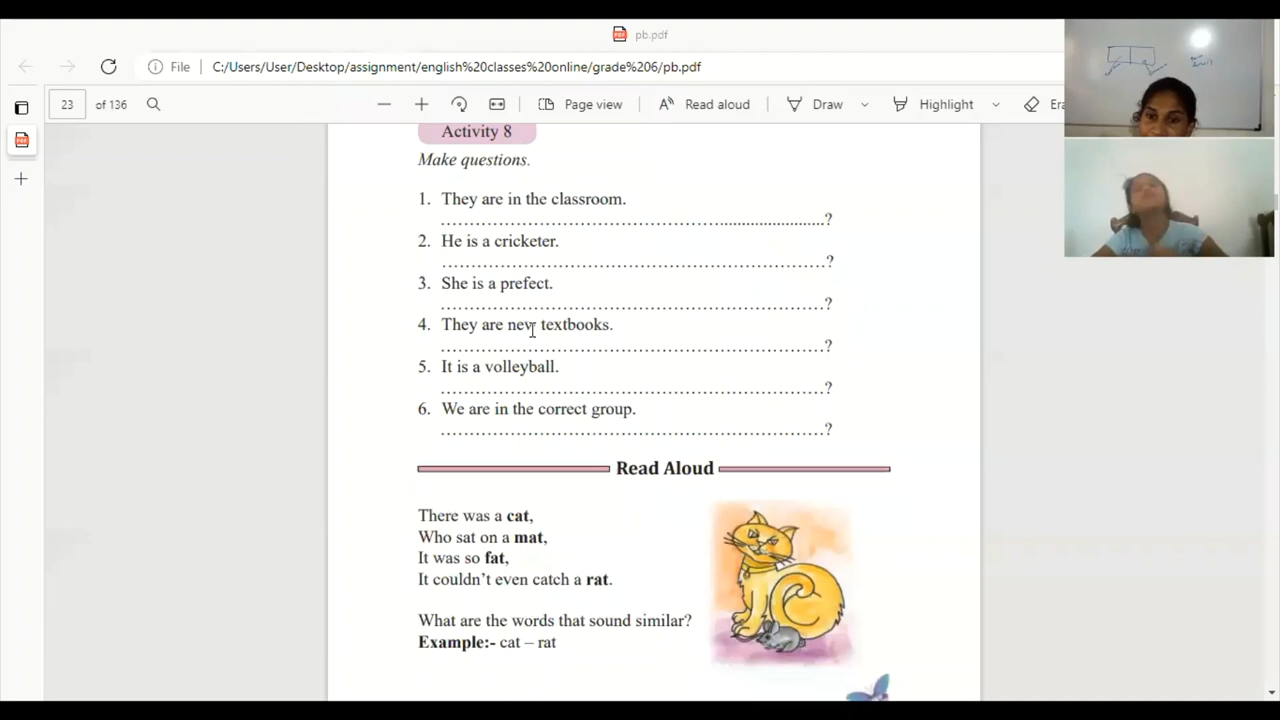 pb.pdf
File C:/Users/User/Desktop/assignment/english%20classes%20online/grade%206/pb.pdf
23 of 136 Page view Read aloud Draw Highlight Era
Activity 8
Make questions.
1. They are in the classroom.
?
2. He is a cricketer.
?
3. She is a prefect.
?
4. They are new textbooks.
?
5. It is a volleyball.
?
6. We are in the correct group.
?
Read Aloud
There was a cat,
Who sat on a mat,
It was so fat,
It couldn't even catch a rat.
What are the words that sound similar?
Example:- cat – rat